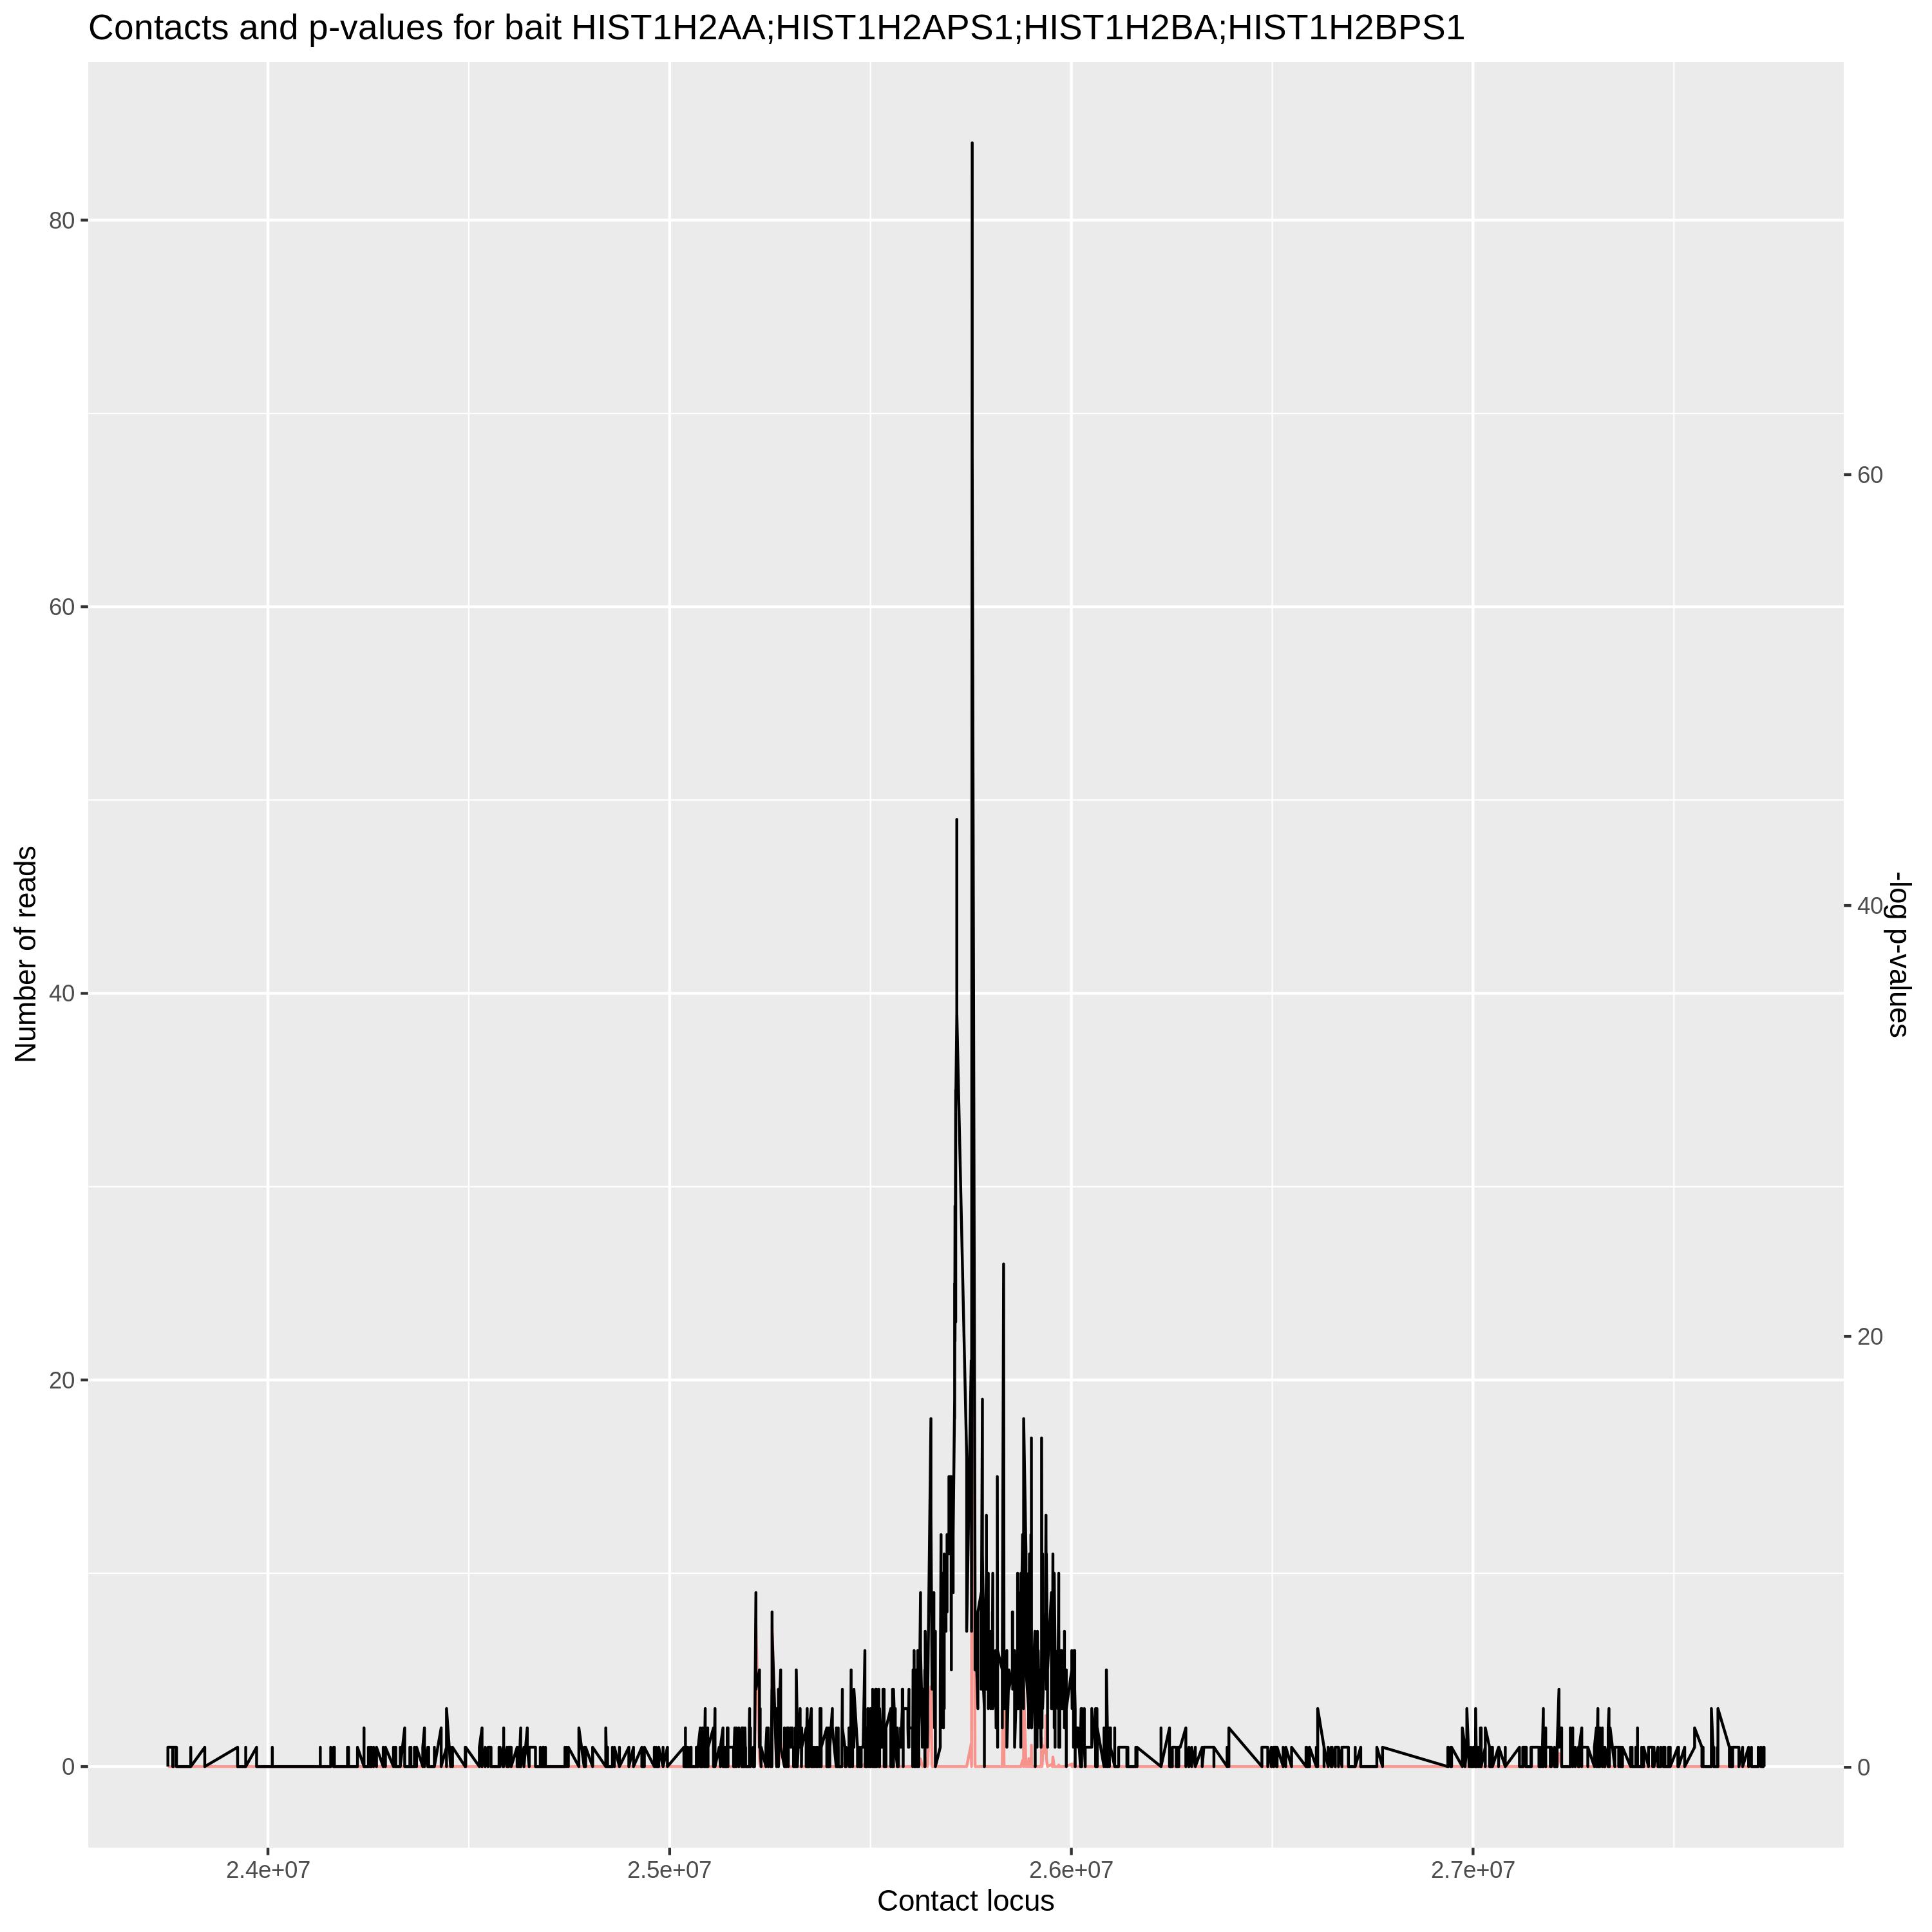 Contacts and p-values for bait HIST1H2AA;HIST1H2APS1;HIST1H2BA;HIST1H2BPS1
80
60
40
20
0
Number of reads
60
40
20
0
-log p-values
2.4e+07 2.5e+07 2.6e+07 2.7e+07
Contact locus